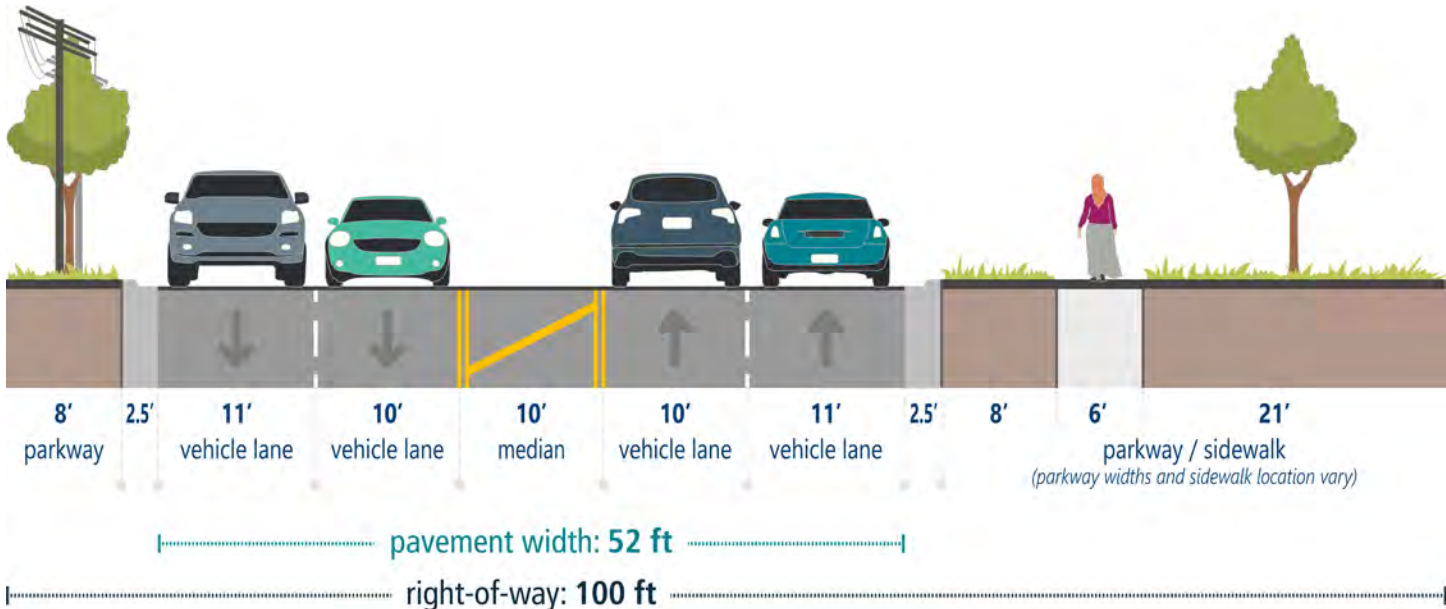 8’ 2.5’ 11’ 10’ 10’ 10’ 11’ 2.5’ 8’ 6’ 21’
parkway vehicle lane vehicle lane median vehicle lane vehicle lane parkway / sidewalk
(parkway widths and sidewalk location vary)
pavement width: 52 ft
right-of-way: 100 ft